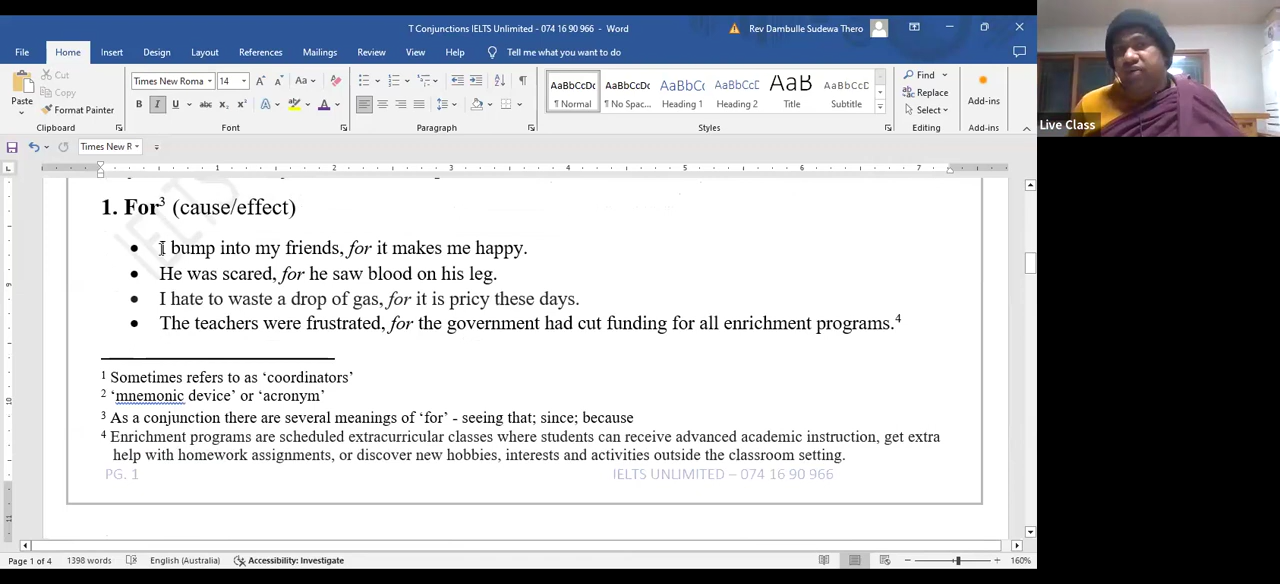 T Conjunctions IELTS Unlimited - 074 16 90 966 - Word
Rev Dambulle Sudewa Thero
File Home Insert Design Layout References Mailings Review View Help Tell me what you want to do
Paste
Cut
Copy
Format Painter
Clipboard
Times New Roma 14
Font
Paragraph
AaBbCcDc AaBbCcDc AaBbCc AaBbCcD AaB AaBbCcD
¶ Normal ¶ No Spac... Heading 1 Heading 2 Title Subtitle
Styles
Find
Replace
Select
Editing
Add-ins
Add-ins
Live Class
Times New R
1 1 2 3 4 5 6 7
IELTS
1. For³ (cause/effect)
• I bump into my friends, for it makes me happy.
• He was scared, for he saw blood on his leg.
• I hate to waste a drop of gas, for it is pricy these days.
• The teachers were frustrated, for the government had cut funding for all enrichment programs.⁴
¹ Sometimes refers to as ‘coordinators’
² ‘mnemonic device’ or ‘acronym’
³ As a conjunction there are several meanings of ‘for’ - seeing that; since; because
⁴ Enrichment programs are scheduled extracurricular classes where students can receive advanced academic instruction, get extra
help with homework assignments, or discover new hobbies, interests and activities outside the classroom setting.
PG. 1 IELTS UNLIMITED – 074 16 90 966
Page 1 of 4 1398 words English (Australia) Accessibility: Investigate 160%